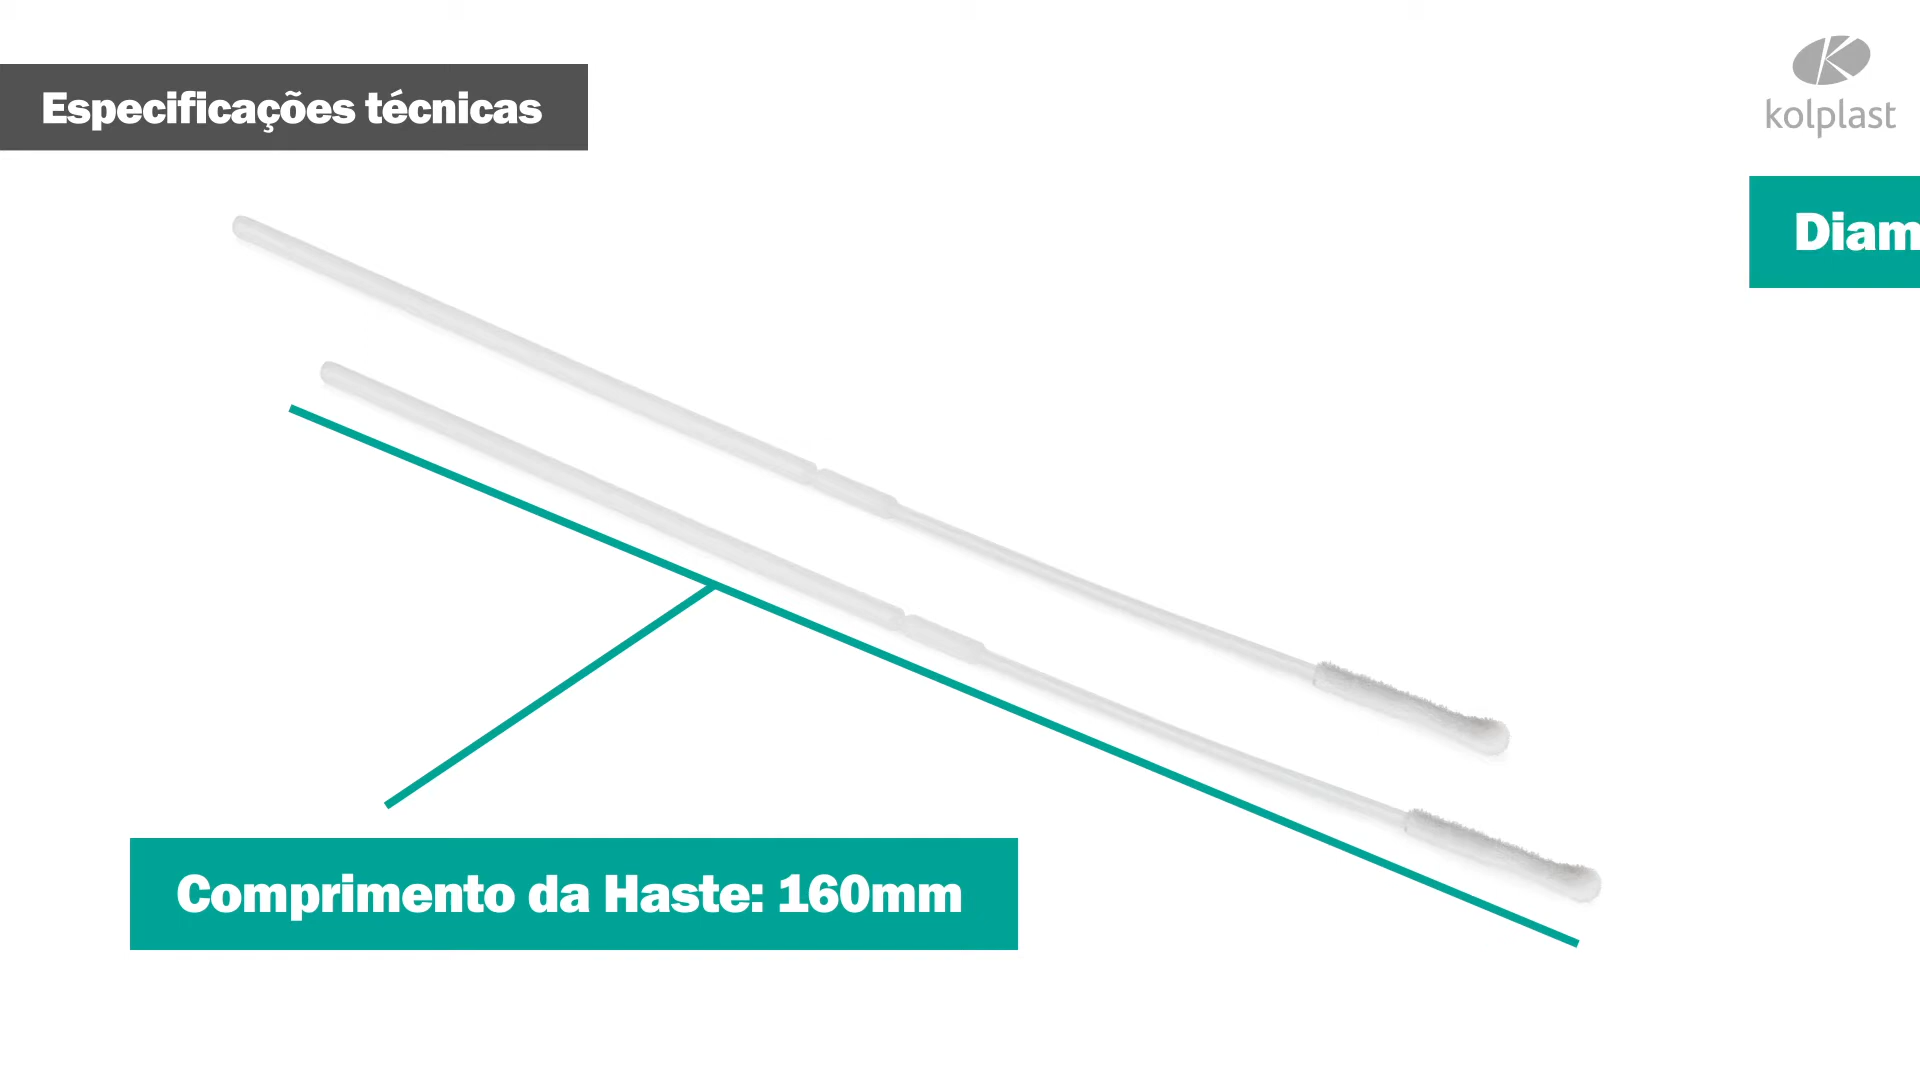 Especificações técnicas
kolplast
Diam
Comprimento da Haste: 160mm